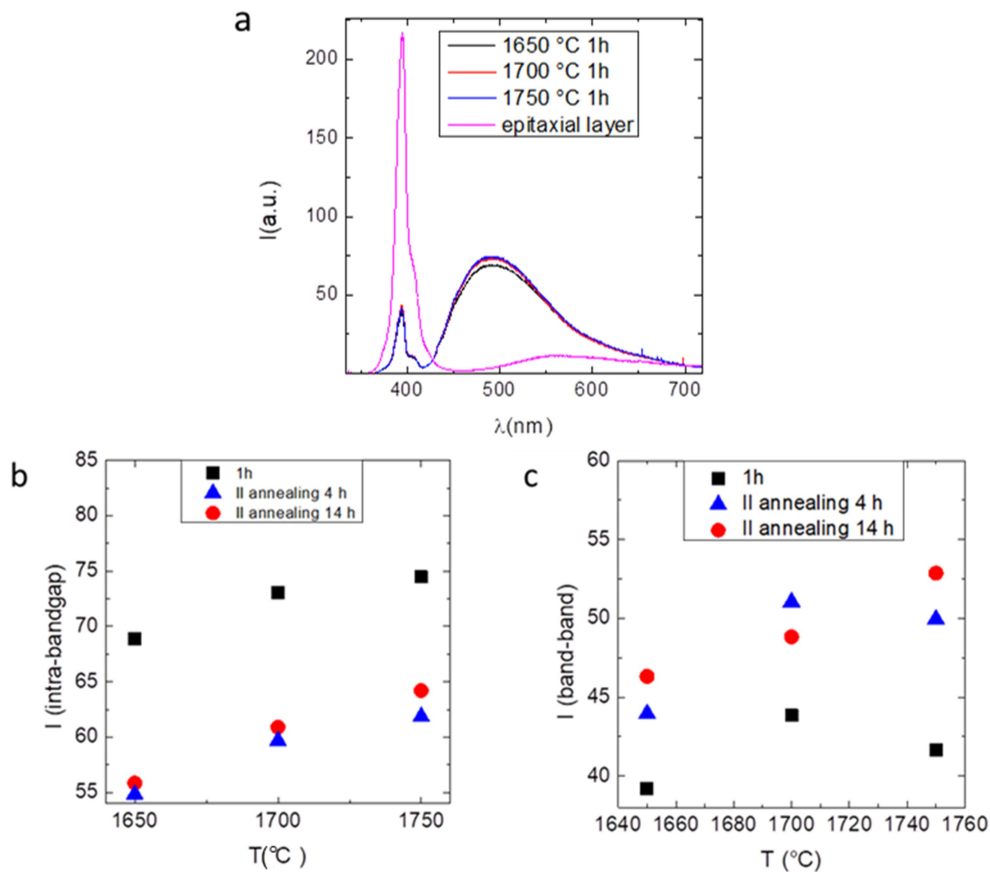 a
200
150
100
50
I(a.u.)
1650 °C 1h
1700 °C 1h
1750 °C 1h
epitaxial layer
400
500
600
700
λ(nm)
b
85
80
75
70
65
60
55
I (intra-bandgap)
1h
II annealing 4 h
II annealing 14 h
1650
1700
1750
T(°C )
c
60
55
50
45
40
I (band-band)
1h
II annealing 4 h
II annealing 14 h
1640
1660
1680
1700
1720
1740
1760
T (°C)